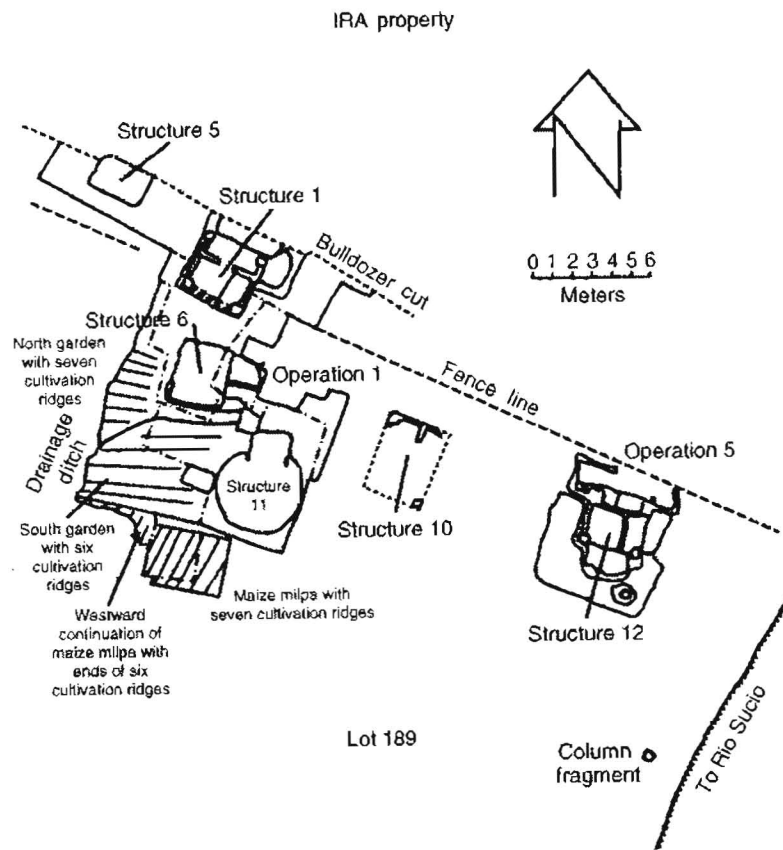 IRA property
Structure 5
Structure 1
Bulldozer cut
0 1 2 3 4 5 6
Meters
Structure 6
North garden
with seven
cultivation
ridges
Operation 1
Fence line
Drainage
ditch
Operation 5
Structure
11
Structure 10
South garden
with six
cultivation
ridges
Maize milpa with
seven cultivation ridges
Structure 12
Westward
continuation of
maize milpa with
ends of six
cultivation ridges
Lot 189
Column
fragment
To Rio Sucio